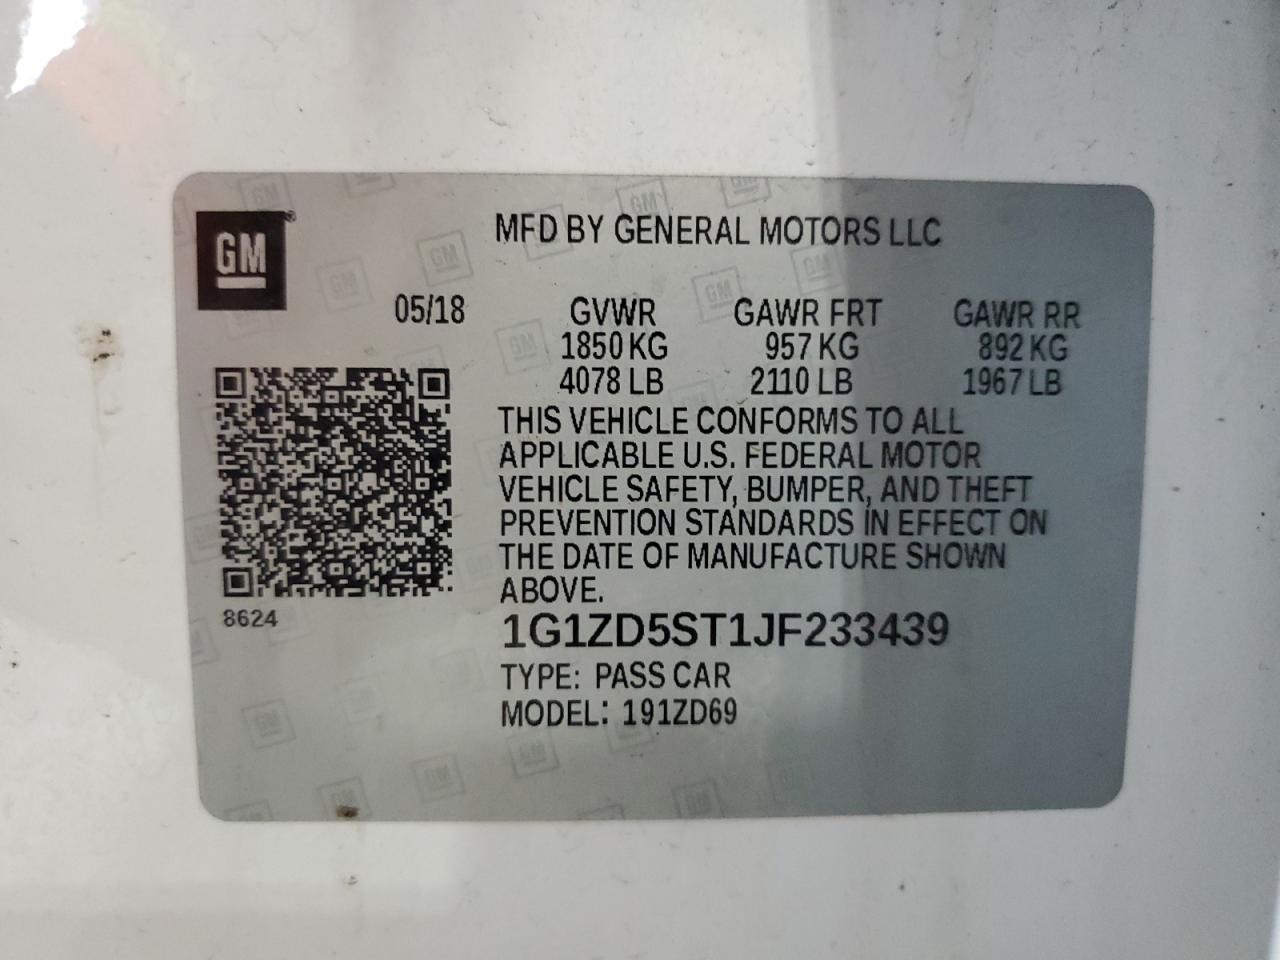 GM
MFD BY GENERAL MOTORS LLC
05/18
GVWR GAWR FRT GAWR RR
1850 KG 957 KG 892 KG
4078 LB 2110 LB 1967 LB
THIS VEHICLE CONFORMS TO ALL
APPLICABLE U.S. FEDERAL MOTOR
VEHICLE SAFETY, BUMPER, AND THEFT
PREVENTION STANDARDS IN EFFECT ON
THE DATE OF MANUFACTURE SHOWN
ABOVE.
8624
1G1ZD5ST1JF233439
TYPE: PASS CAR
MODEL: 191ZD69